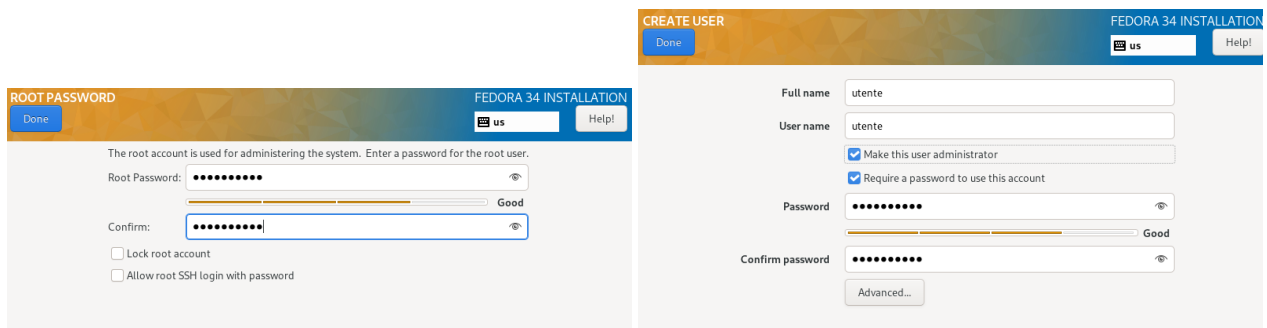 ROOT PASSWORD
FEDORA 34 INSTALLATION
Done
us
Help!
The root account is used for administering the system. Enter a password for the root user.
Root Password: ●●●●●●●●●●
Good
Confirm: ●●●●●●●●●●
Lock root account
Allow root SSH login with password
CREATE USER
FEDORA 34 INSTALLATION
Done
us
Help!
Full name utente
User name utente
Make this user administrator
Require a password to use this account
Password ●●●●●●●●●●
Good
Confirm password ●●●●●●●●●●
Advanced...